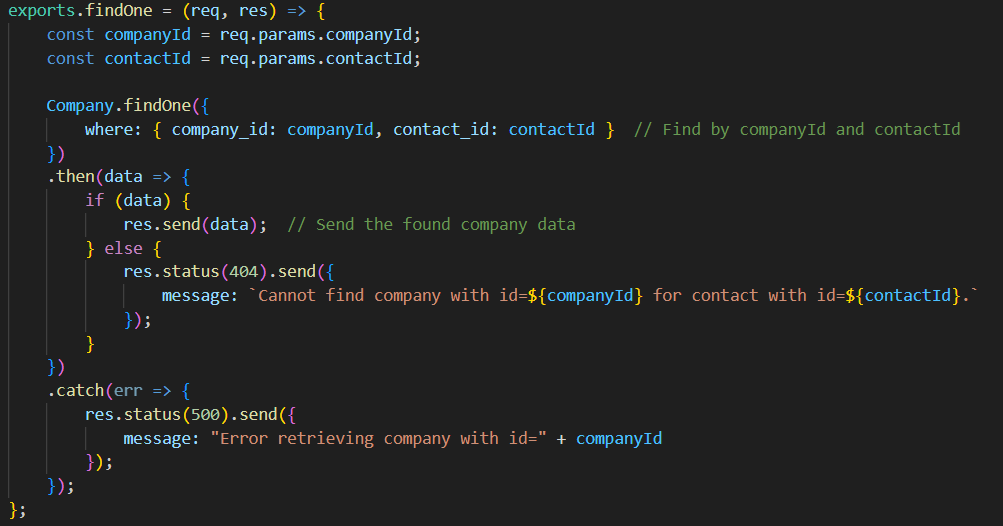 exports.findOne = (req, res) => {
    const companyId = req.params.companyId;
    const contactId = req.params.contactId;

    Company.findOne({
        where: { company_id: companyId, contact_id: contactId }  // Find by companyId and contactId
    })
    .then(data => {
        if (data) {
            res.send(data);  // Send the found company data
        } else {
            res.status(404).send({
                message: `Cannot find company with id=${companyId} for contact with id=${contactId}.`
            });
        }
    })
    .catch(err => {
        res.status(500).send({
            message: "Error retrieving company with id=" + companyId
        });
    });
};